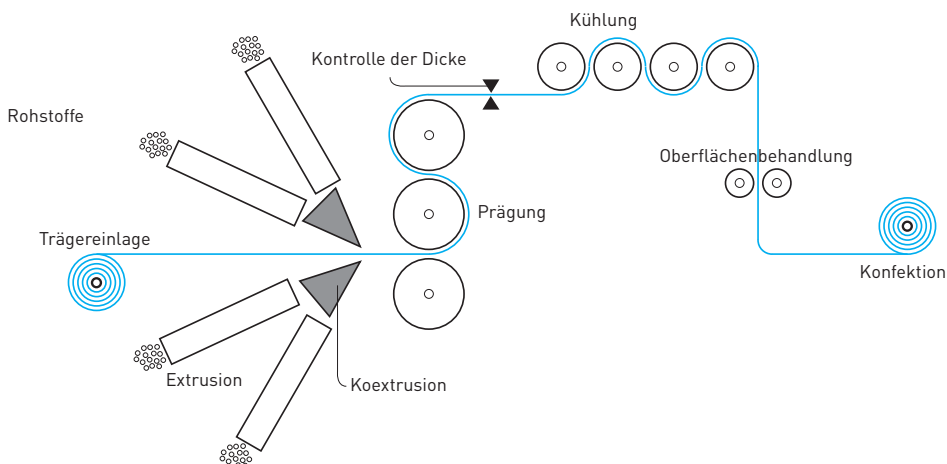 Kühlung
Kontrolle der Dicke
Rohstoffe
Oberflächenbehandlung
Prägung
Trägereinlage
Konfektion
Extrusion
Koextrusion